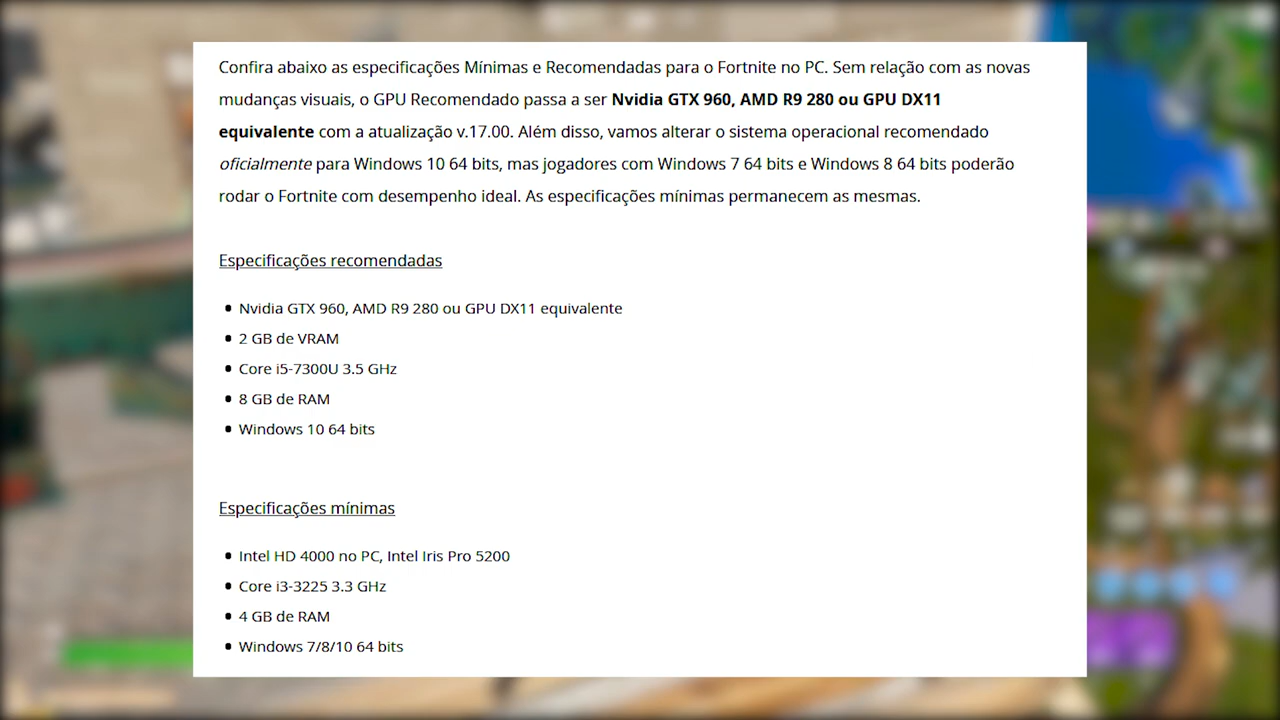 Confira abaixo as especificações Mínimas e Recomendadas para o Fortnite no PC. Sem relação com as novas
mudanças visuais, o GPU Recomendado passa a ser Nvidia GTX 960, AMD R9 280 ou GPU DX11
equivalente com a atualização v.17.00. Além disso, vamos alterar o sistema operacional recomendado
oficialmente para Windows 10 64 bits, mas jogadores com Windows 7 64 bits e Windows 8 64 bits poderão
rodar o Fortnite com desempenho ideal. As especificações mínimas permanecem as mesmas.
Especificações recomendadas
• Nvidia GTX 960, AMD R9 280 ou GPU DX11 equivalente
• 2 GB de VRAM
• Core i5-7300U 3.5 GHz
• 8 GB de RAM
• Windows 10 64 bits
Especificações mínimas
• Intel HD 4000 no PC, Intel Iris Pro 5200
• Core i3-3225 3.3 GHz
• 4 GB de RAM
• Windows 7/8/10 64 bits